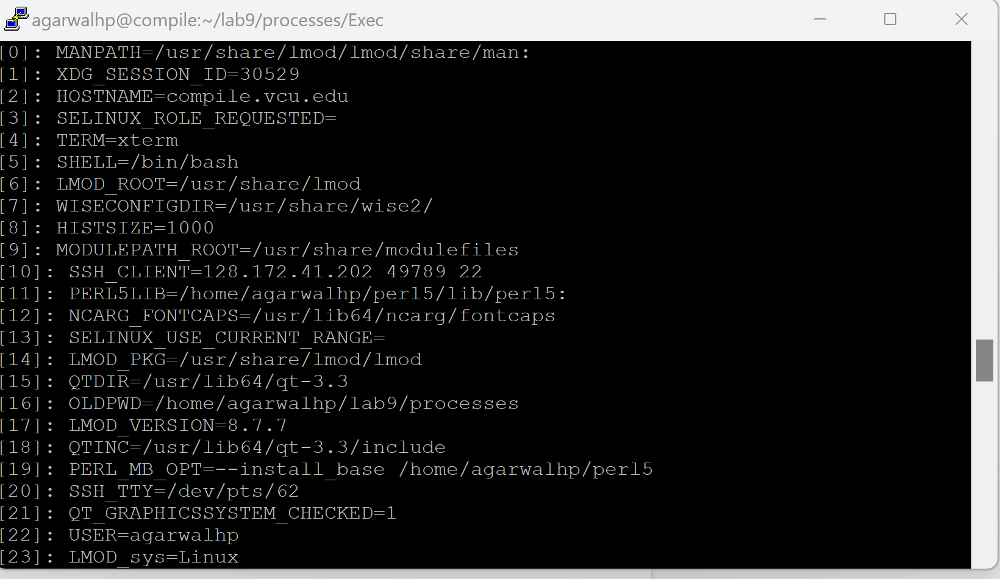 agarwalhp@compile:~/lab9/processes/Exec
[0]: MANPATH=/usr/share/lmod/lmod/share/man:
[1]: XDG_SESSION_ID=30529
[2]: HOSTNAME=compile.vcu.edu
[3]: SELINUX_ROLE_REQUESTED=
[4]: TERM=xterm
[5]: SHELL=/bin/bash
[6]: LMOD_ROOT=/usr/share/lmod
[7]: WISECONFIGDIR=/usr/share/wise2/
[8]: HISTSIZE=1000
[9]: MODULEPATH_ROOT=/usr/share/modulefiles
[10]: SSH_CLIENT=128.172.41.202 49789 22
[11]: PERL5LIB=/home/agarwalhp/perl5/lib/perl5:
[12]: NCARG_FONTCAPS=/usr/lib64/ncarg/fontcaps
[13]: SELINUX_USE_CURRENT_RANGE=
[14]: LMOD_PKG=/usr/share/lmod/lmod
[15]: QTDIR=/usr/lib64/qt-3.3
[16]: OLDPWD=/home/agarwalhp/lab9/processes
[17]: LMOD_VERSION=8.7.7
[18]: QTINC=/usr/lib64/qt-3.3/include
[19]: PERL_MB_OPT=--install_base /home/agarwalhp/perl5
[20]: SSH_TTY=/dev/pts/62
[21]: QT_GRAPHICSSYSTEM_CHECKED=1
[22]: USER=agarwalhp
[23]: LMOD_sys=Linux